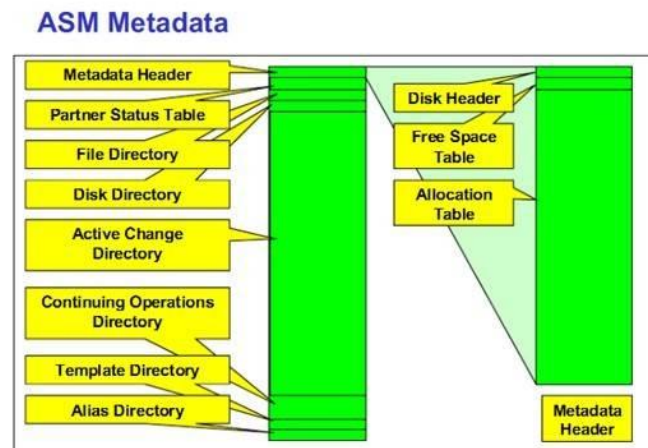 ASM Metadata
Metadata Header
Partner Status Table
File Directory
Disk Directory
Active Change
Directory
Continuing Operations
Directory
Template Directory
Alias Directory
Disk Header
Free Space
Table
Allocation
Table
Metadata
Header